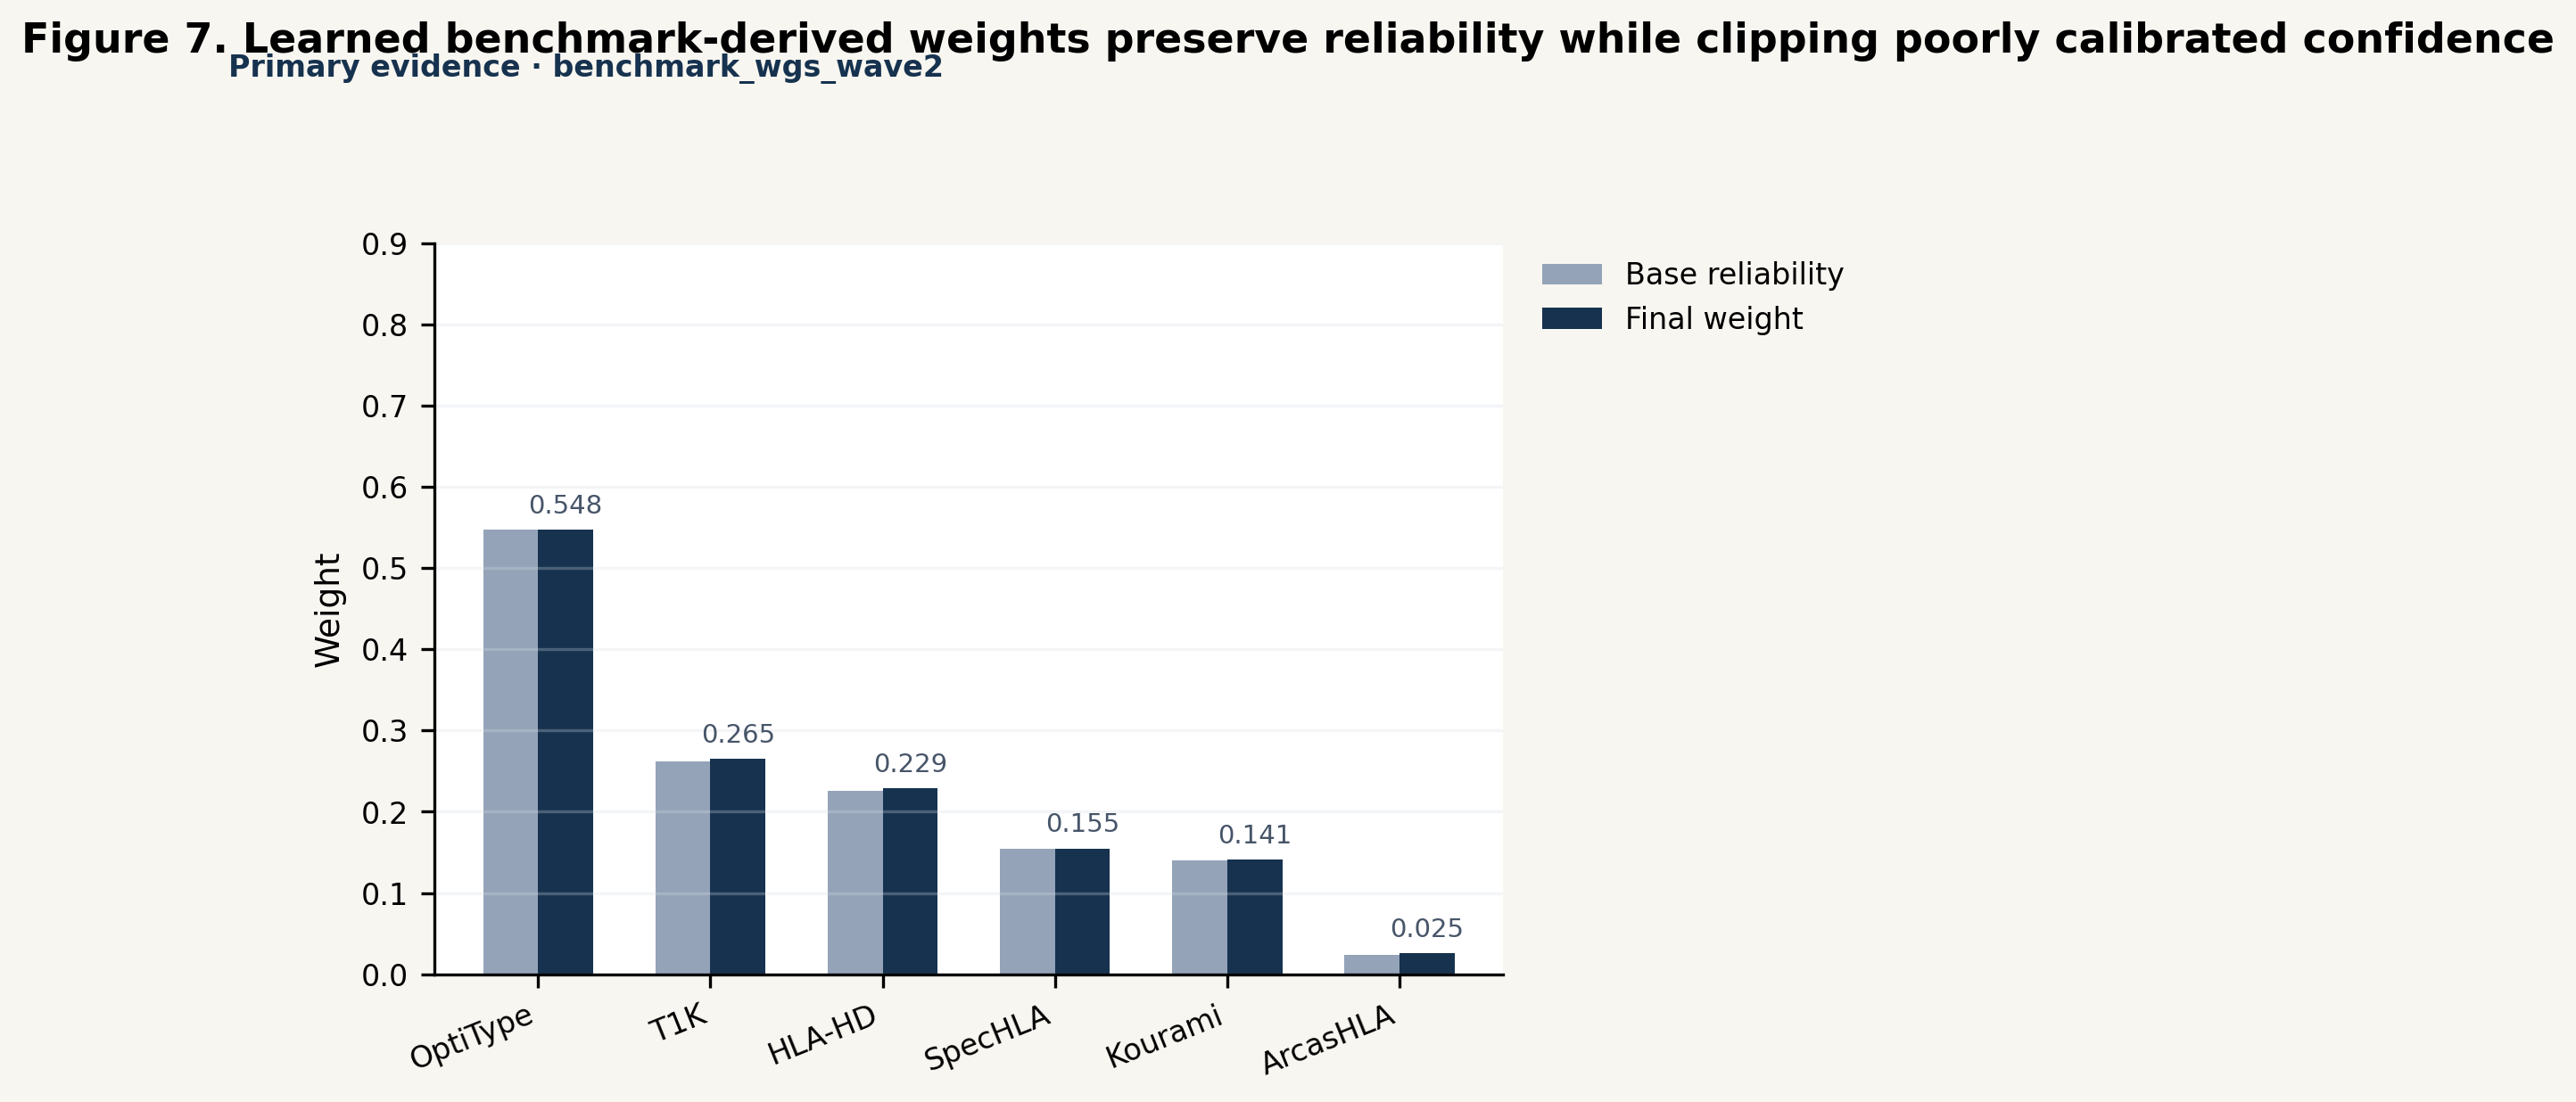 Figure 7. Learned benchmark-derived weights preserve reliability while clipping poorly calibrated confidence
Primary evidence · benchmark_wgs_wave2
Base reliability
Final weight
Weight
0.9
0.8
0.7
0.6
0.5
0.4
0.3
0.2
0.1
0.0
0.548
0.265
0.229
0.155
0.141
0.025
OptiType
T1K
HLA-HD
SpecHLA
Kourami
ArcasHLA